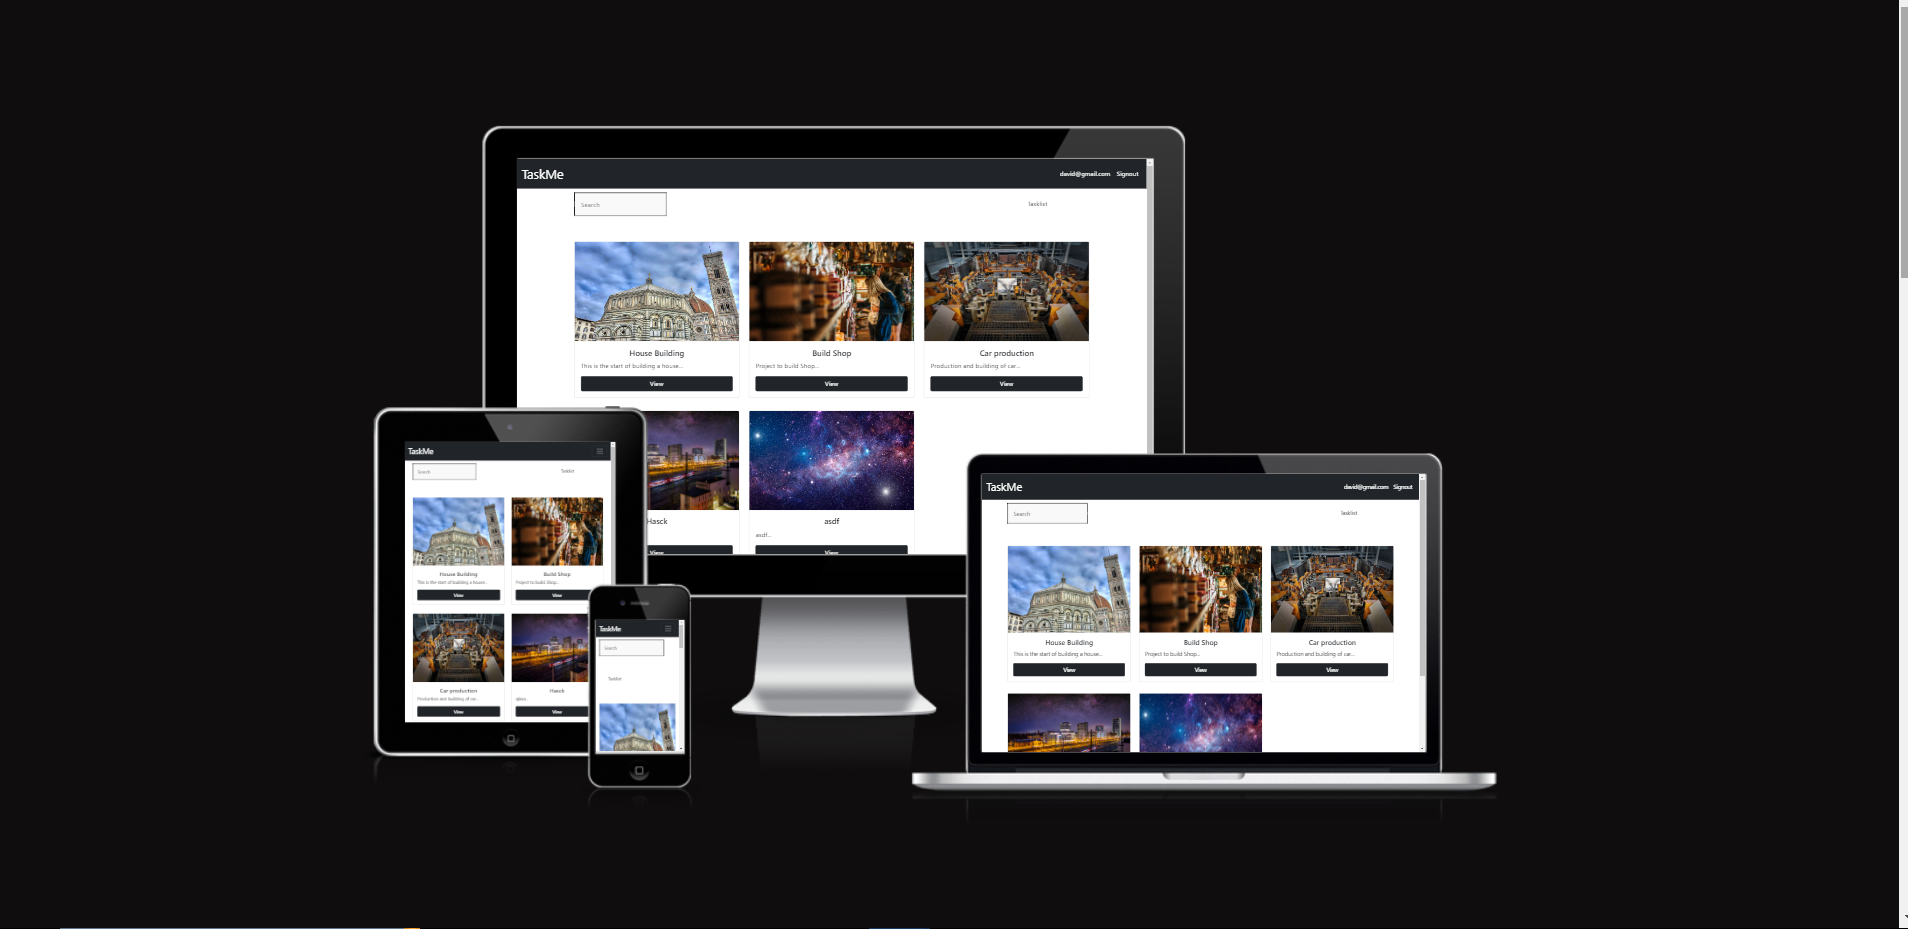 TaskMe
david@gmail.com Signout
Search
Tasklist
House Building
Build Shop
Car production
This is the start of building a house...
Project to build Shop...
Production and building of car...
View
View
View
Hasck
asdf
asdf...
View
View
TaskMe
Search
Tasklist
House Building
Build Shop
This is the start of building a house...
Project to build Shop...
View
View
Car production
Hasck
Production and building of car...
View
View
TaskMe
Search
Tasklist
TaskMe
david@gmail.com Signout
Search
Tasklist
House Building
Build Shop
Car production
This is the start of building a house...
Project to build Shop...
Production and building of car...
View
View
View